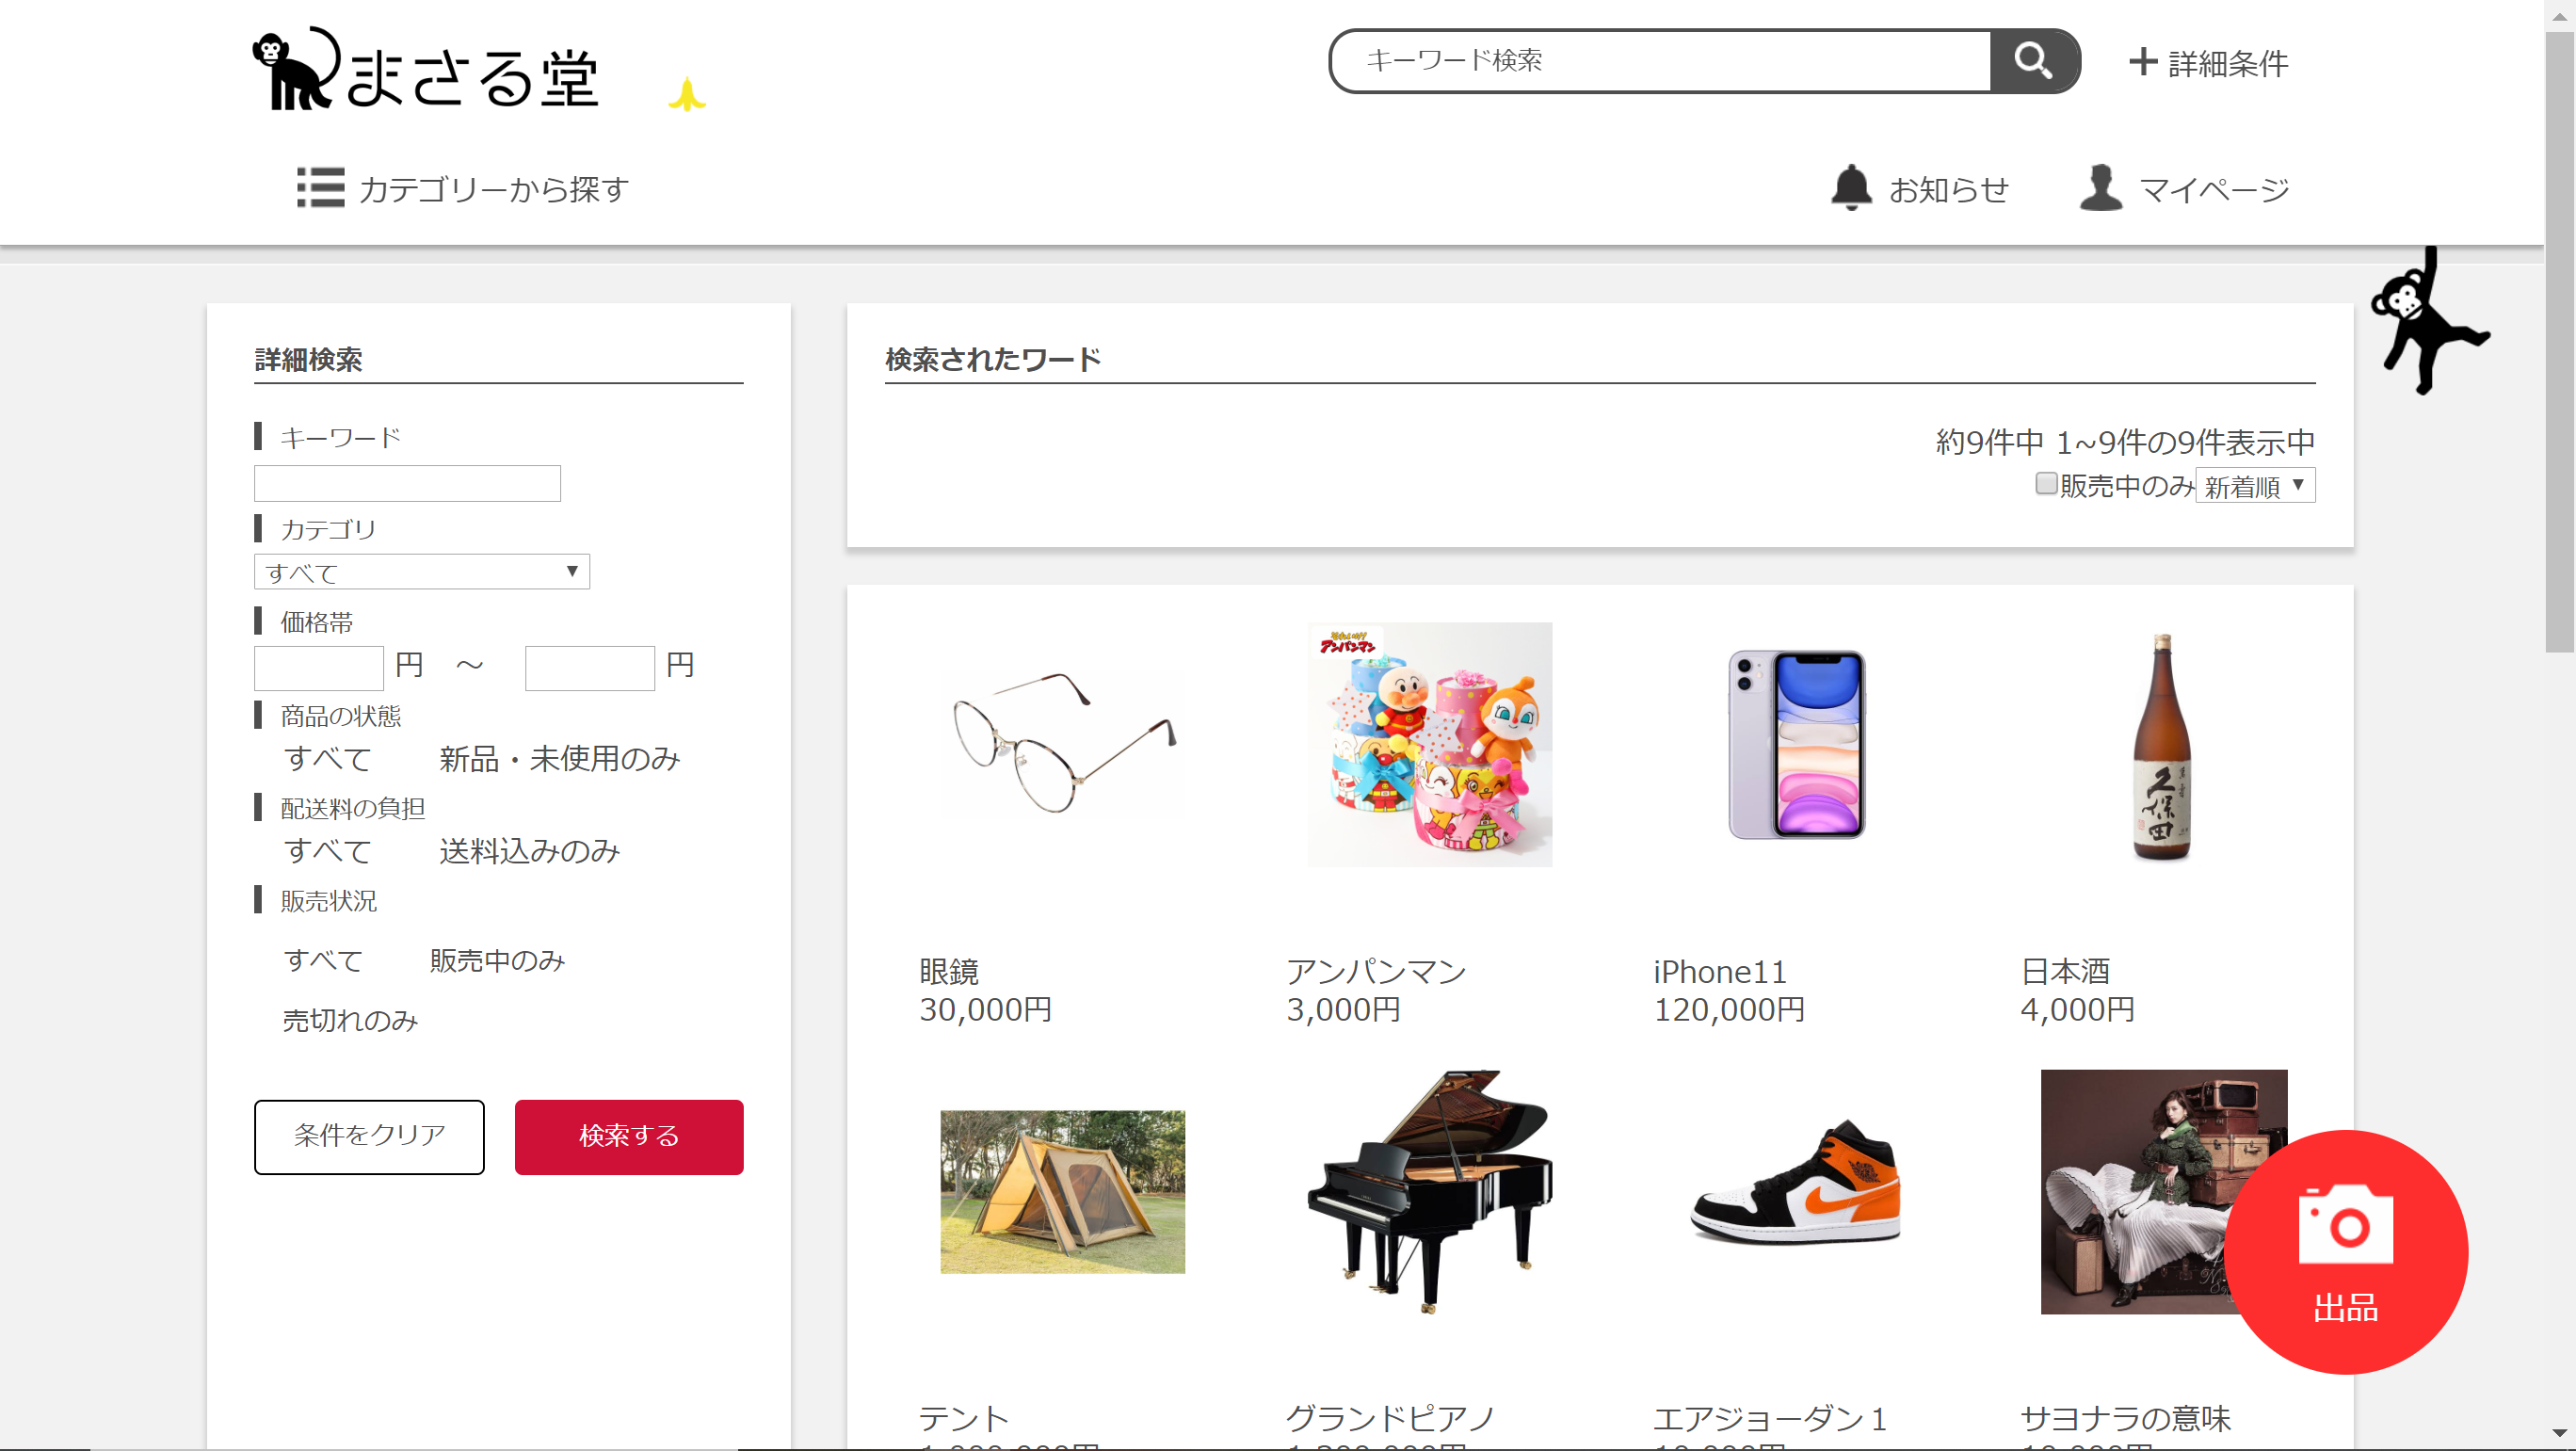 まさる堂
キーワード検索
詳細条件
カテゴリーから探す
お知らせ
マイページ
詳細検索
キーワード
カテゴリ
すべて
価格帯
円 ～ 円
商品の状態
すべて 新品・未使用のみ
配送料の負担
すべて 送料込みのみ
販売状況
すべて 販売中のみ
売切れのみ
条件をクリア 検索する
検索されたワード
約9件中 1~9件の9件表示中
販売中のみ 新着順
それいけ!
アンパンマン
久保田
眼鏡
30,000円
アンパンマン
3,000円
iPhone11
120,000円
日本酒
4,000円
テント
グランドピアノ
エアジョーダン１
サヨナラの意味
出品